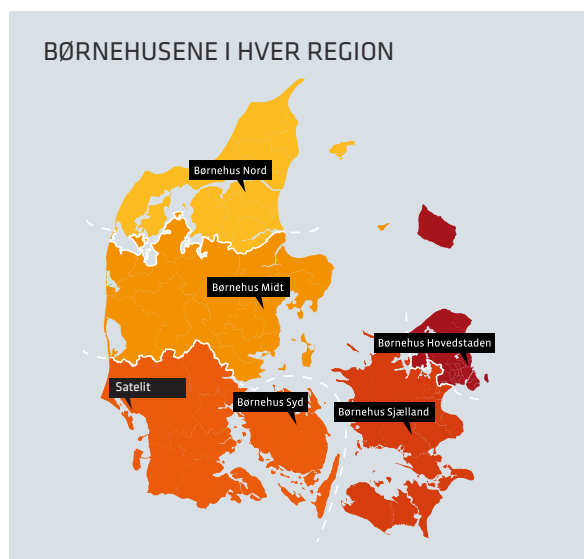 BØRNEHUSENE I HVER REGION
Børnehus Nord
Børnehus Midt
Børnehus Hovedstaden
Satelit
Børnehus Syd
Børnehus Sjælland